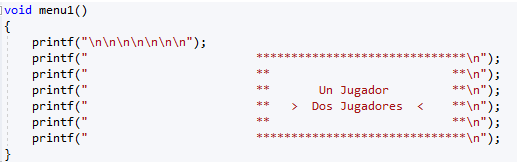 void menu1()
{
    printf("\n\n\n\n\n\n\n");
    printf("                        ******************************\n");
    printf("                        **                          **\n");
    printf("                        **       Un Jugador         **\n");
    printf("                        **   >  Dos Jugadores  <    **\n");
    printf("                        **                          **\n");
    printf("                        ******************************\n");
}